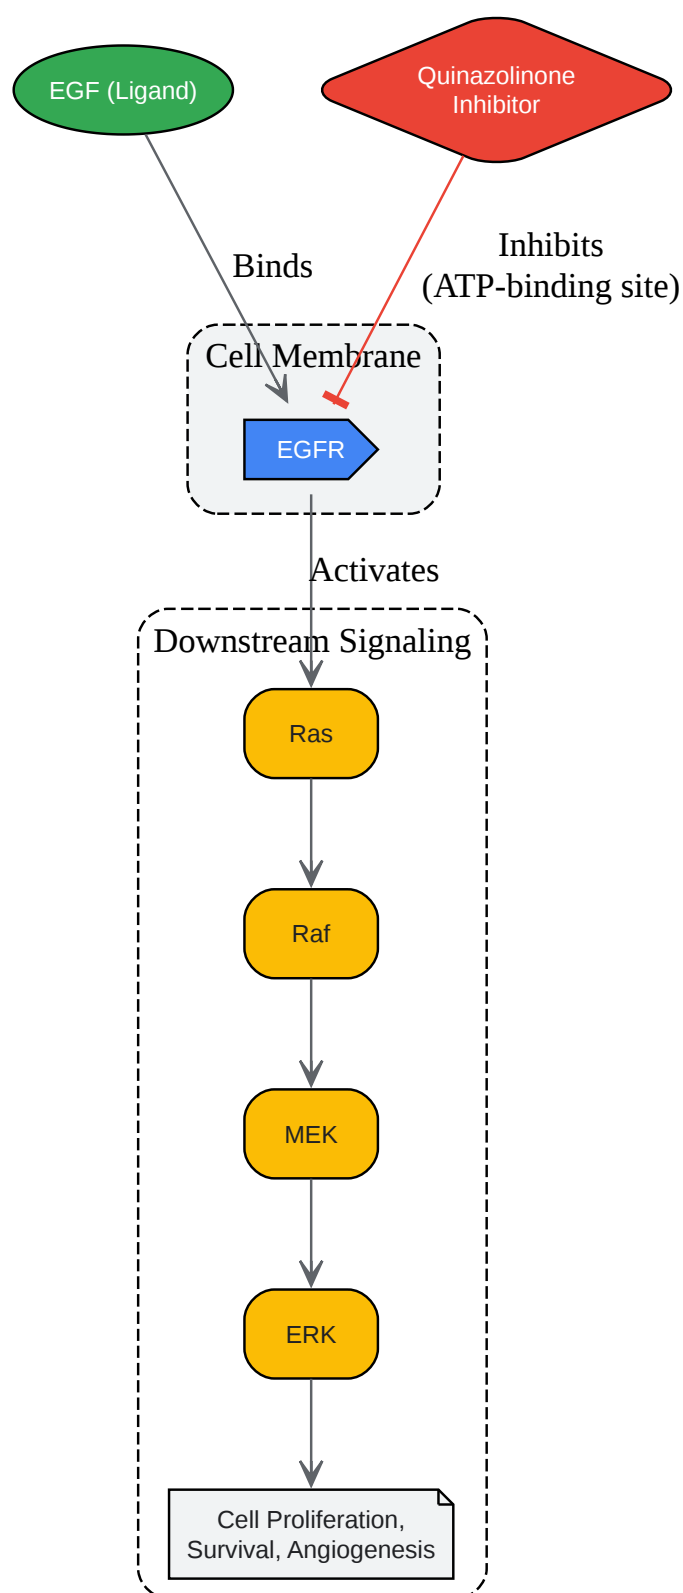 EGF (Ligand)
Quinazolinone
Inhibitor
Binds
Inhibits
(ATP-binding site)
Cell Membrane
EGFR
Activates
Downstream Signaling
Ras
Raf
MEK
ERK
Cell Proliferation,
Survival, Angiogenesis